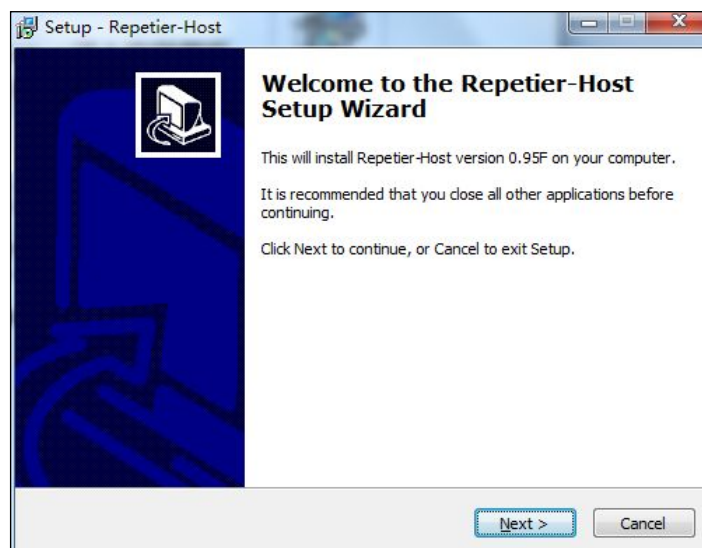 Setup - Repetier-Host
Welcome to the Repetier-Host
Setup Wizard
This will install Repetier-Host version 0.95F on your computer.
It is recommended that you close all other applications before
continuing.
Click Next to continue, or Cancel to exit Setup.
Next >
Cancel